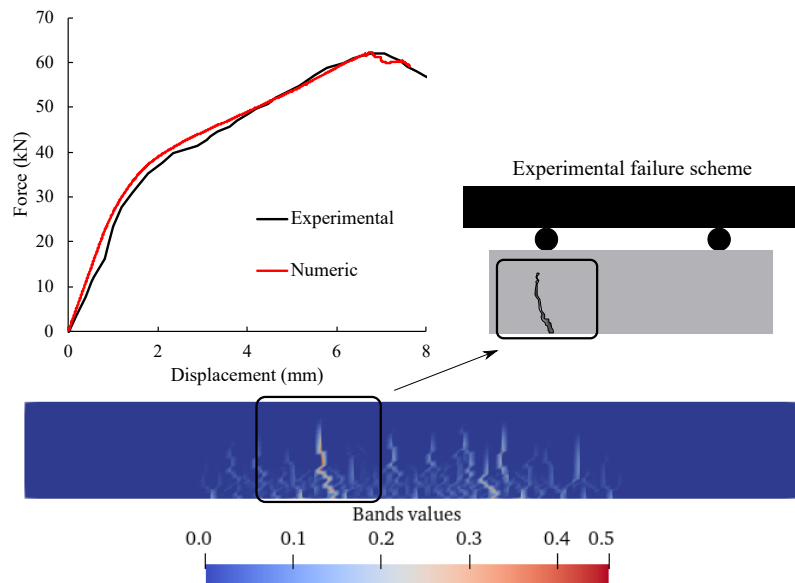 70
60
50
40
30
20
10
0
Force (kN)
Experimental
Numeric
0 2 4 6 8
Displacement (mm)
Experimental failure scheme
Bands values
0.0 0.1 0.2 0.3 0.4 0.5